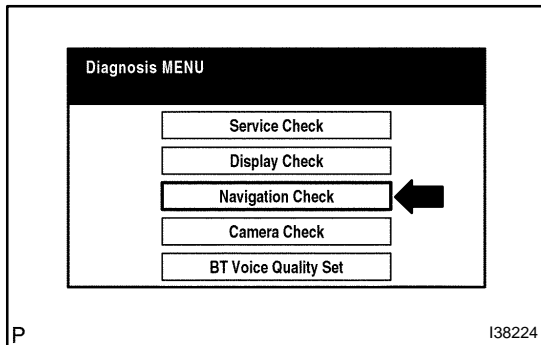 Diagnosis MENU
Service Check
Display Check
Navigation Check
Camera Check
BT Voice Quality Set
P
I38224